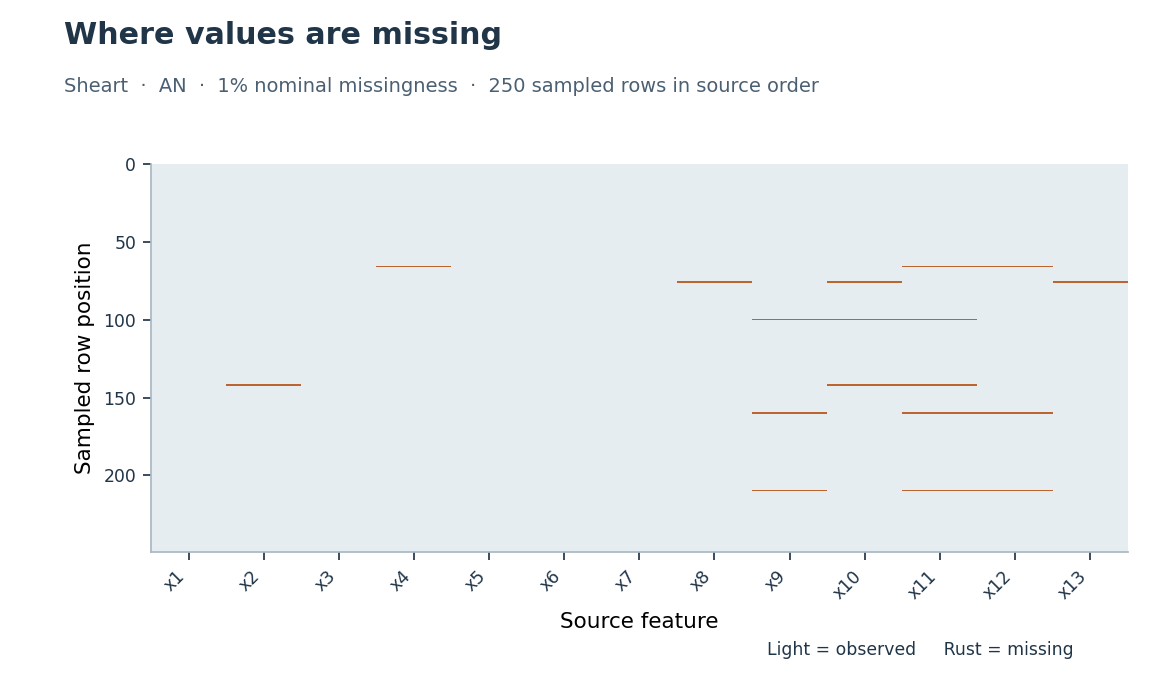 Where values are missing
Sheart · AN · 1% nominal missingness · 250 sampled rows in source order
0
50
100
150
200
Sampled row position
x1 x2 x3 x4 x5 x6 x7 x8 x9 x10 x11 x12 x13
Source feature
Light = observed Rust = missing